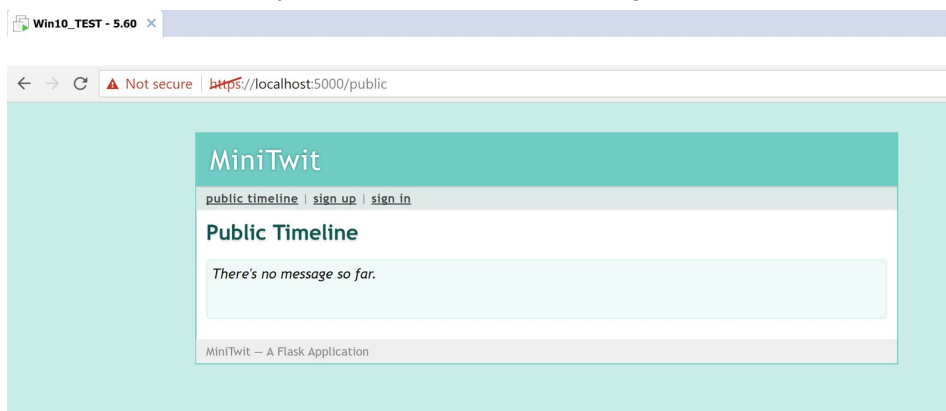 Win10_TEST - 5.60
Not secure | https://localhost:5000/public
MiniTwit
public timeline | sign up | sign in
Public Timeline
There's no message so far.
MiniTwit — A Flask Application